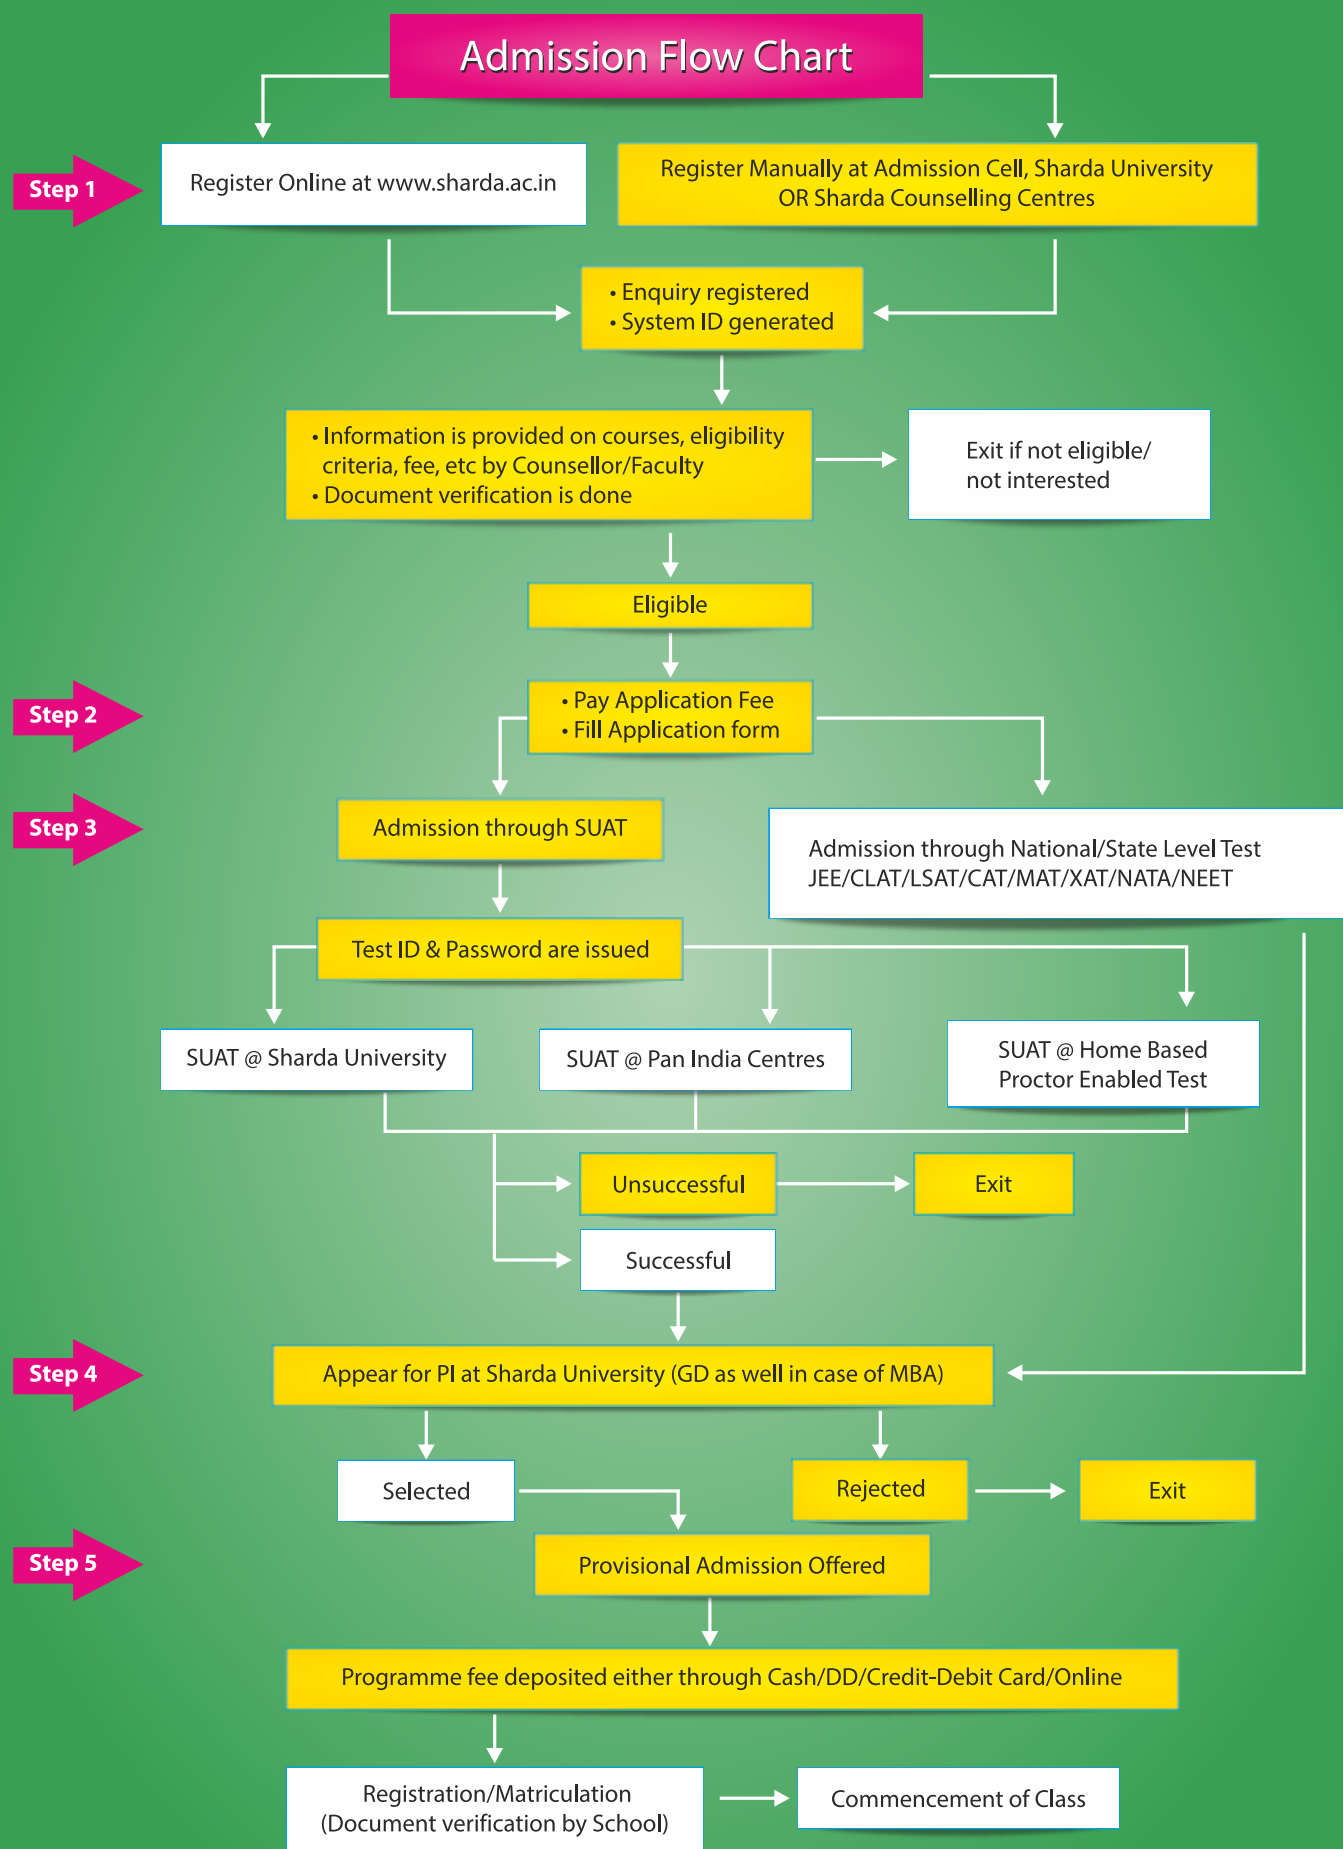 Admission Flow Chart
Step 1
Register Online at www.sharda.ac.in
Register Manually at Admission Cell, Sharda University
OR Sharda Counselling Centres
• Enquiry registered
• System ID generated
• Information is provided on courses, eligibility
criteria, fee, etc by Counsellor/Faculty
• Document verification is done
Exit if not eligible/
not interested
Eligible
Step 2
• Pay Application Fee
• Fill Application form
Step 3
Admission through SUAT
Admission through National/State Level Test
JEE/CLAT/LSAT/CAT/MAT/XAT/NATA/NEET
Test ID & Password are issued
SUAT @ Sharda University
SUAT @ Pan India Centres
SUAT @ Home Based
Proctor Enabled Test
Unsuccessful
Exit
Successful
Step 4
Appear for PI at Sharda University (GD as well in case of MBA)
Selected
Rejected
Exit
Step 5
Provisional Admission Offered
Programme fee deposited either through Cash/DD/Credit-Debit Card/Online
Registration/Matriculation
(Document verification by School)
Commencement of Class